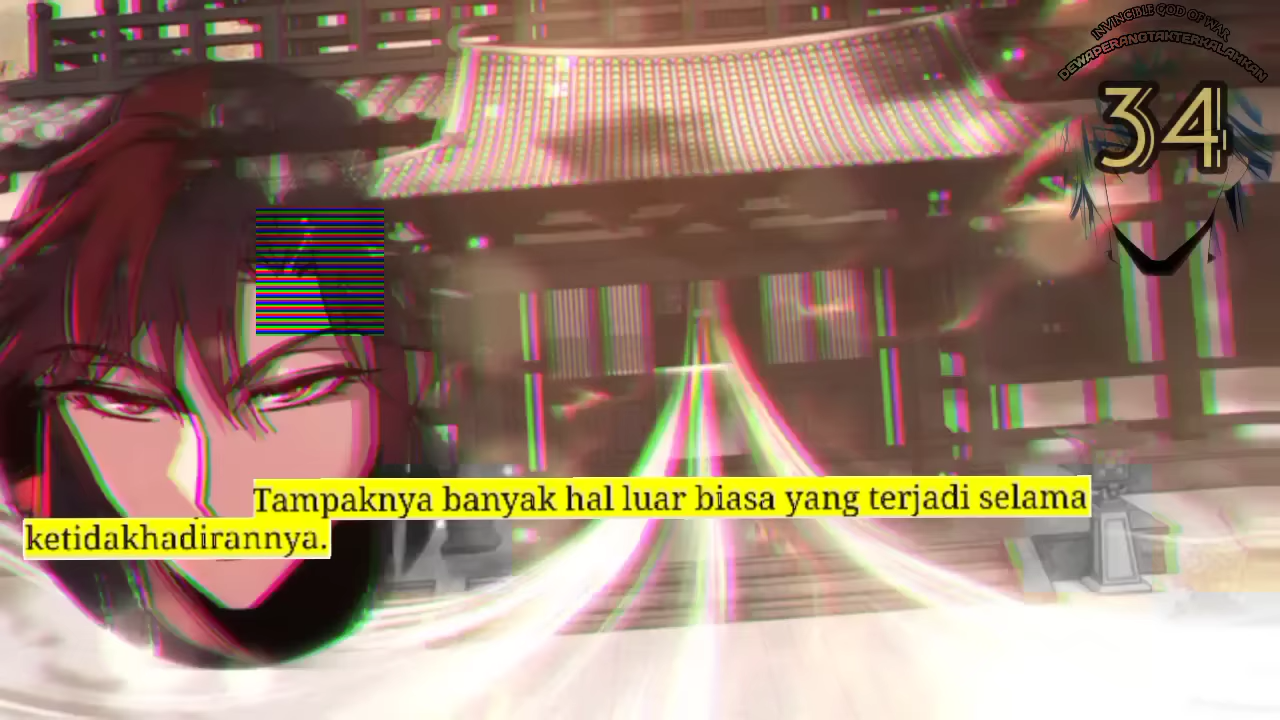 INVINCIBLE GOD OF WAR
DEWAPERANGTAKTERKALAHKAN
34
Tampaknya banyak hal luar biasa yang terjadi selama
ketidakhadirannya.